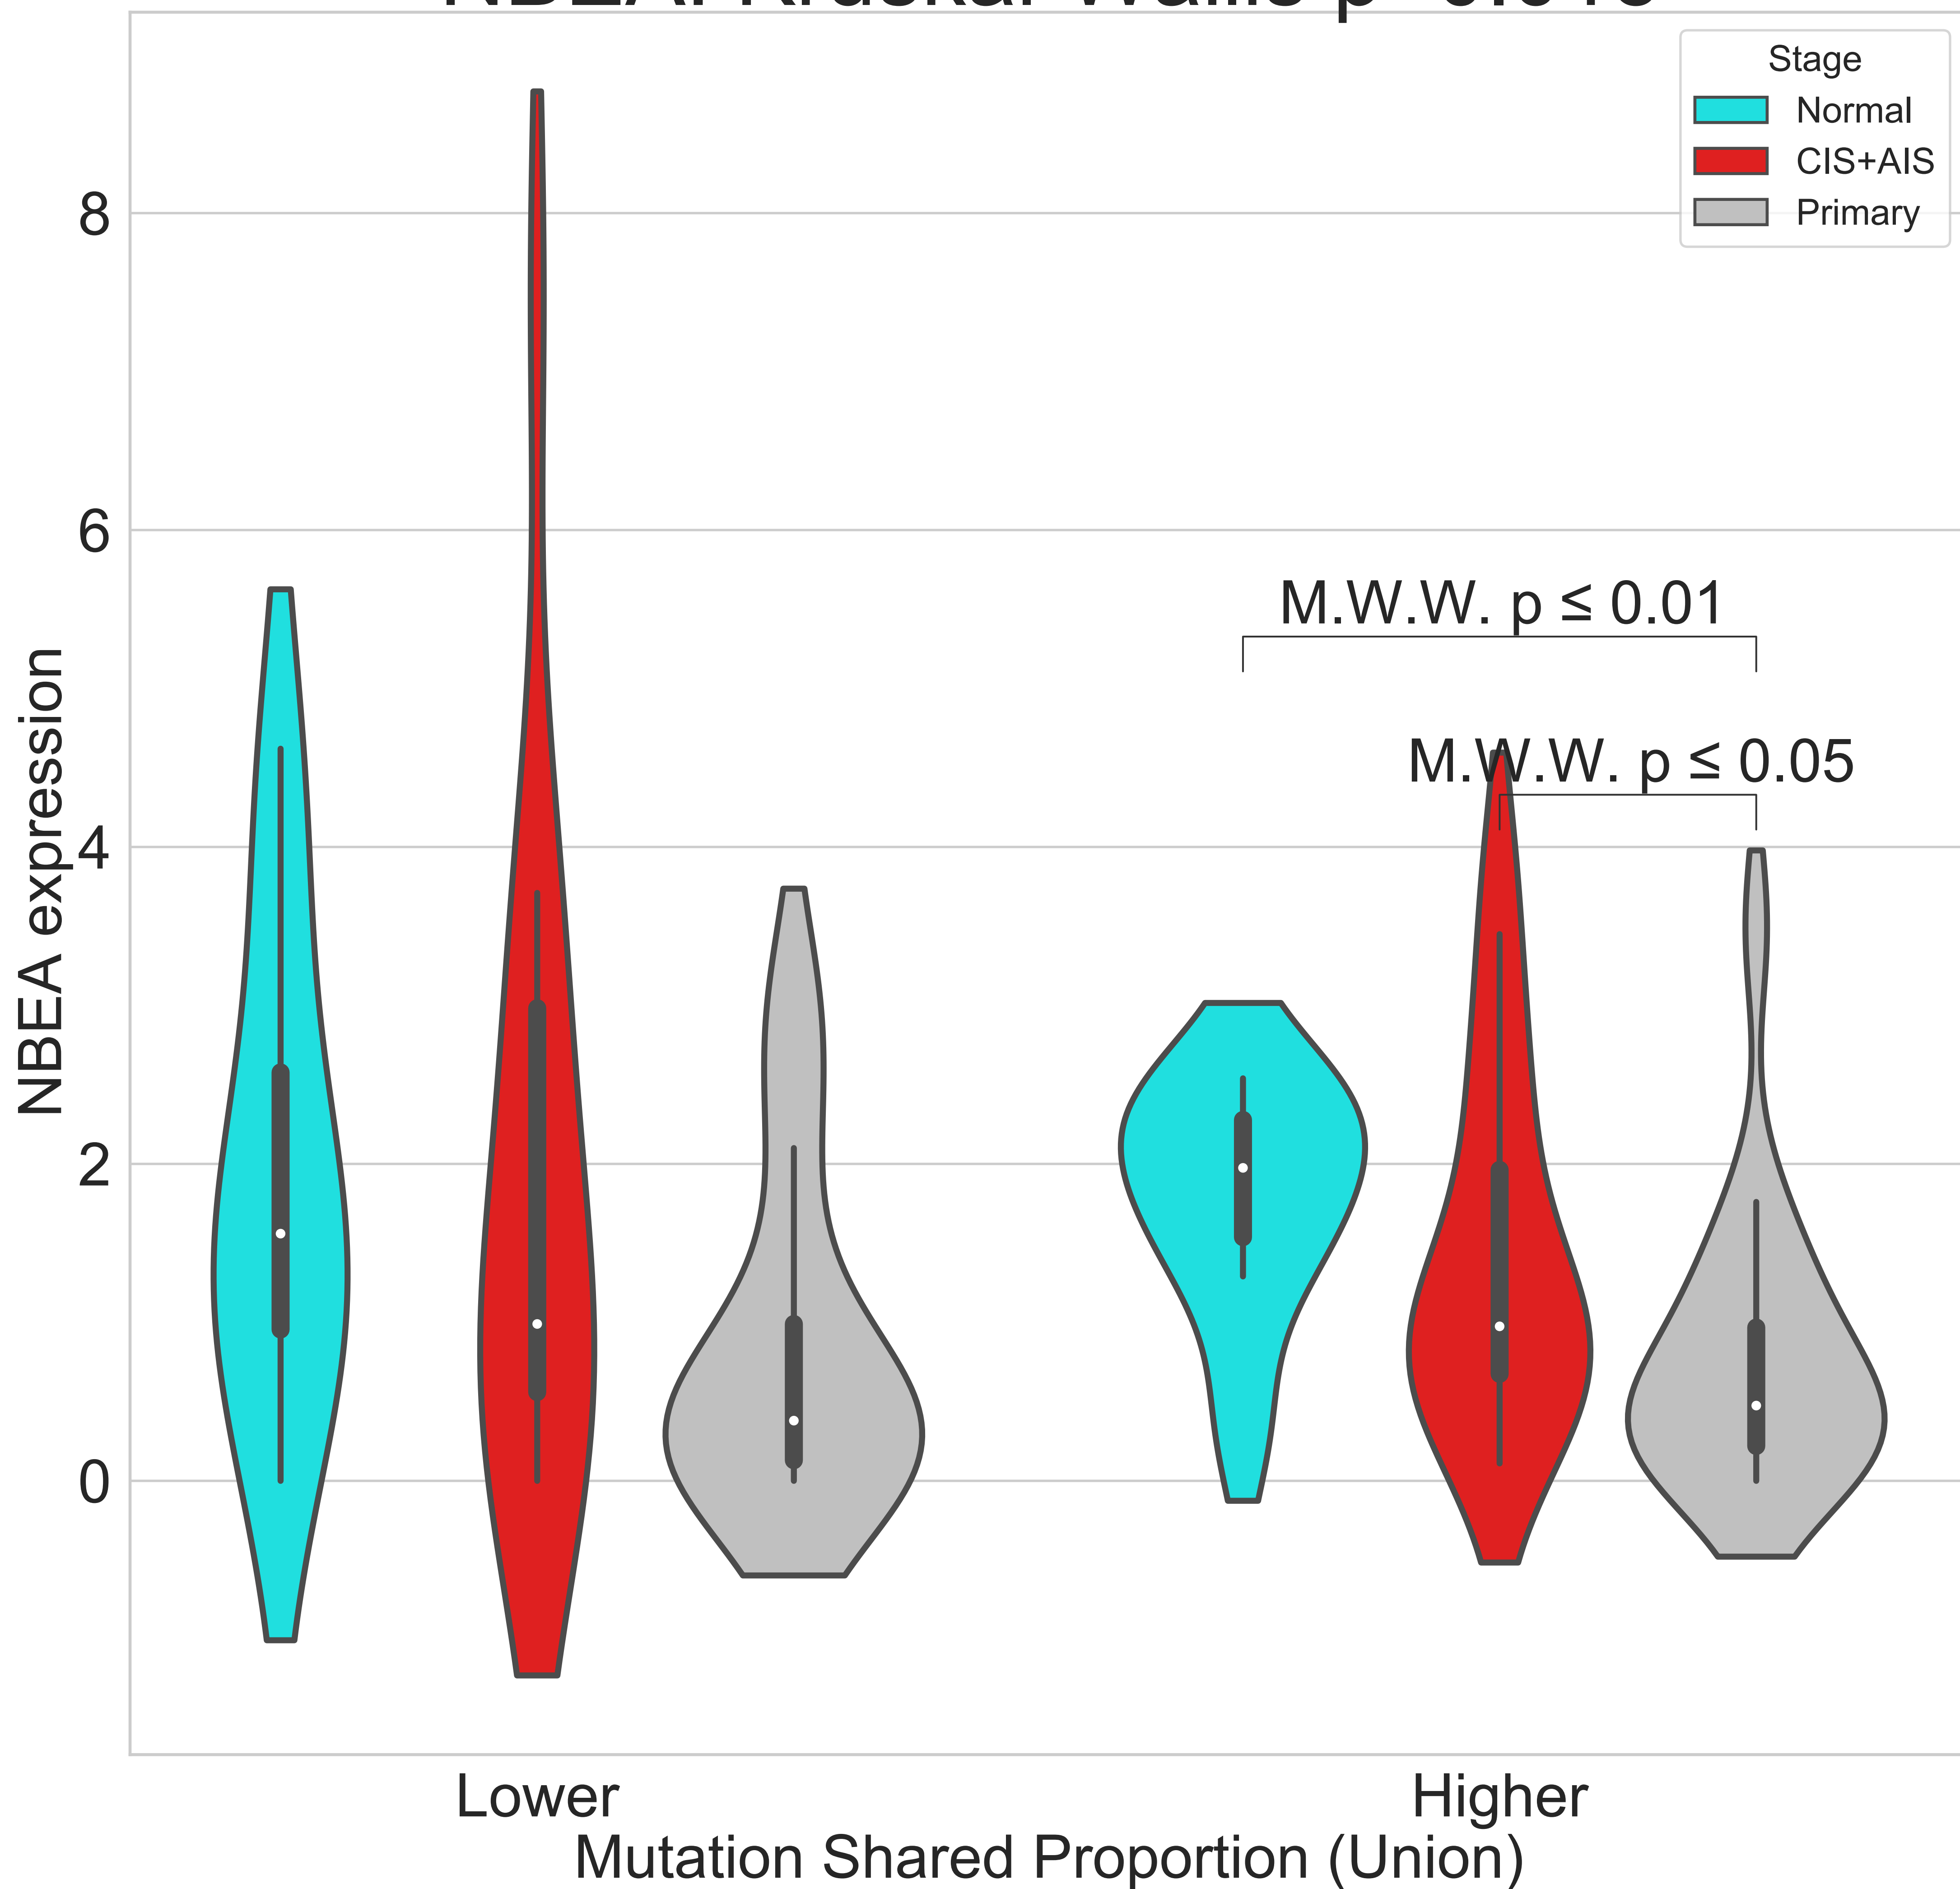 Stage
Normal
CIS+AIS
Primary
8
6
4
2
0
NBEA expression
M.W.W. p ≤ 0.01
M.W.W. p ≤ 0.05
Lower
Higher
Mutation Shared Proportion (Union)